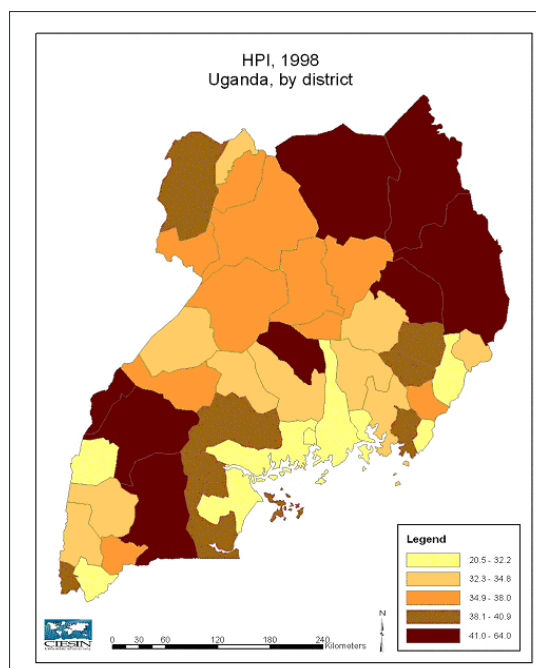 HPI, 1998
Uganda, by district
Legend
20.5 - 32.2
32.3 - 34.8
34.9 - 38.0
38.1 - 40.9
41.0 - 64.0
N
CIESIN
0 30 60 120 180 240
Kilometers